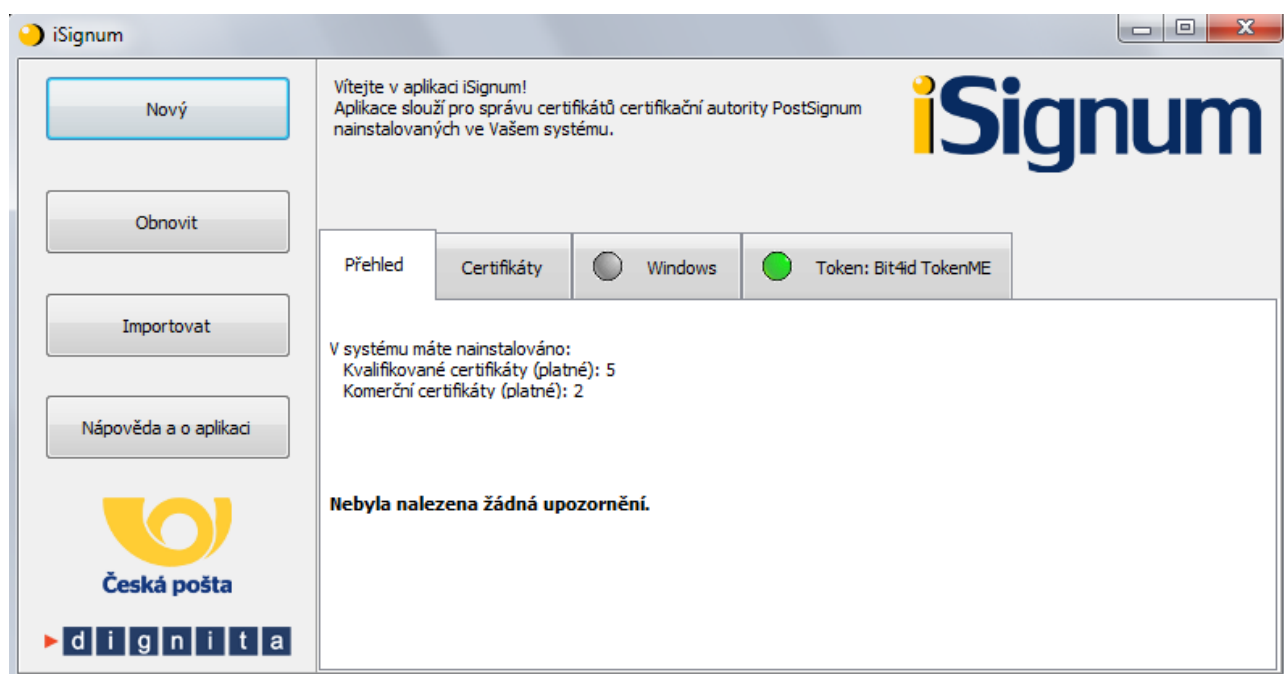 iSignum
Nový
Obnovit
Importovat
Nápověda a o aplikaci
Česká pošta
dignita
Vítejte v aplikaci iSignum!
Aplikace slouží pro správu certifikátů certifikační autority PostSignum
nainstalovaných ve Vašem systému.
iSignum
Přehled
Certifikáty
Windows
Token: Bit4id TokenME
V systému máte nainstalováno:
Kvalifikované certifikáty (platné): 5
Komerční certifikáty (platné): 2
Nebyla nalezena žádná upozornění.